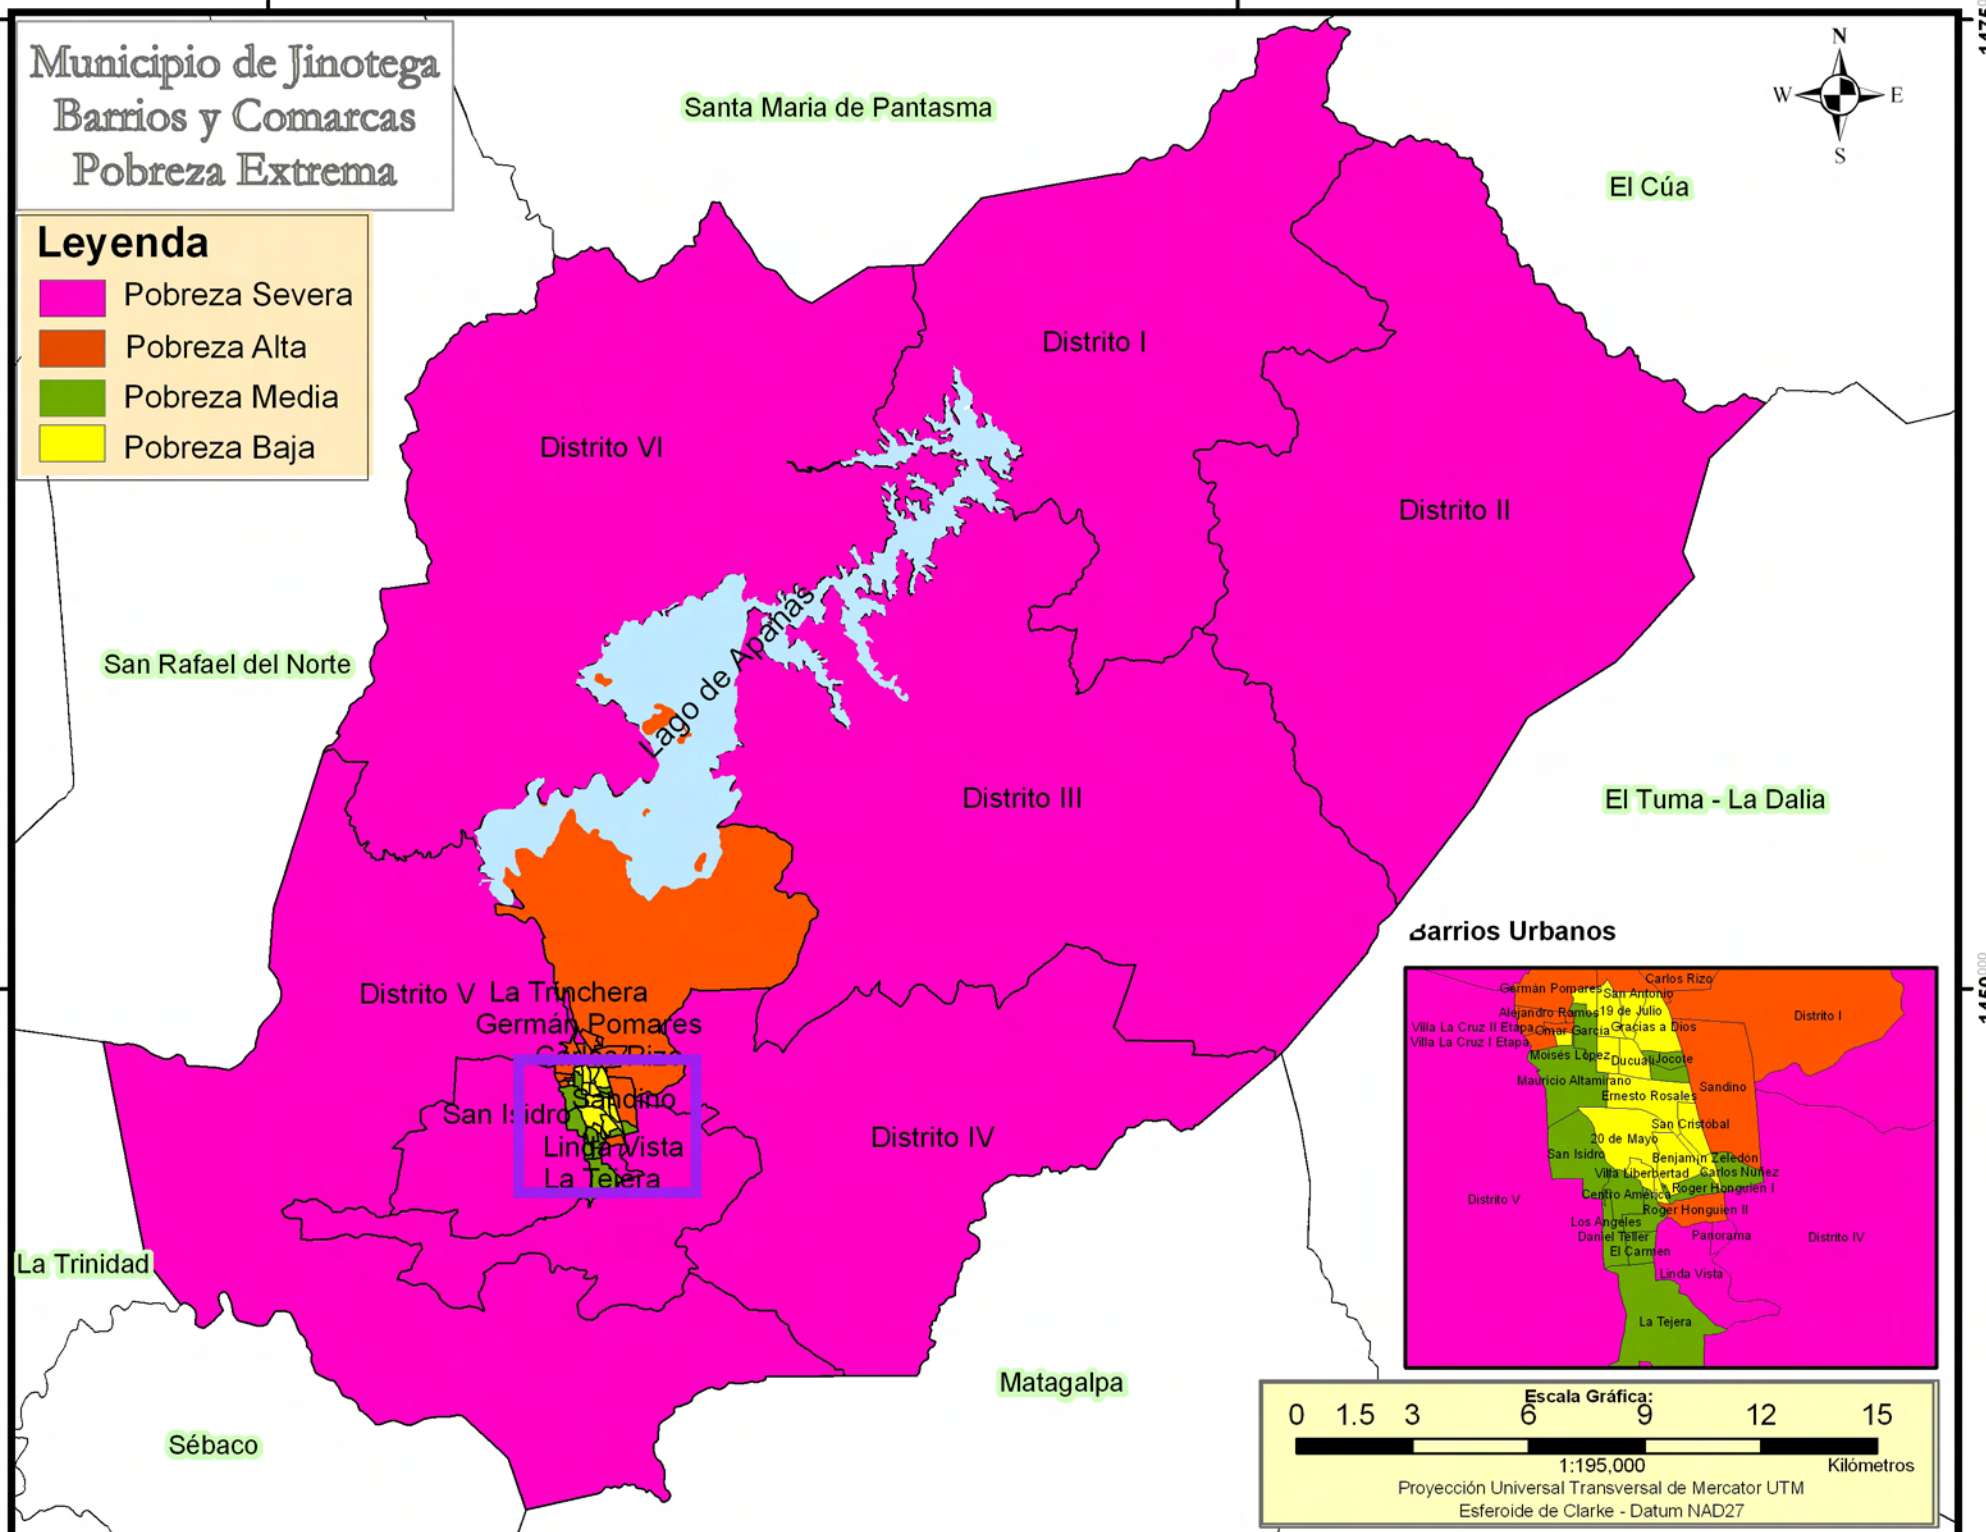 Municipio de Jinotega
Barrios y Comarcas
Pobreza Extrema
Leyenda
Pobreza Severa
Pobreza Alta
Pobreza Media
Pobreza Baja
N
W E
S
Santa Maria de Pantasma
El Cúa
San Rafael del Norte
El Tuma - La Dalia
La Trinidad
Sébaco
Matagalpa
Distrito I
Distrito VI
Distrito II
Lago de Apanás
Distrito III
Distrito V
La Trinchera
Germán Pomares
Carlos Rizo
Sandino
San Isidro
Linda Vista
La Tejera
Distrito IV
Barrios Urbanos
Carlos Rizo
Germán Pomares
San Antonio
Alejandro Ramos
19 de Julio
Distrito I
Villa La Cruz II Etapa
Omar García
Gracias a Dios
Villa La Cruz I Etapa
Moisés López
Ducuali
Jocote
Mauricio Altamirano
Sandino
Ernesto Rosales
San Cristóbal
20 de Mayo
San Isidro
Benjamín Zeledón
Villa Liberbertad
Carlos Nuñez
Centro América
Roger Honguien I
Distrito V
Roger Honguien II
Los Angeles
Daniel Teller
Panorama
Distrito IV
El Carmen
Linda Vista
La Tejera
Escala Gráfica:
0 1.5 3 6 9 12 15
1:195,000
Kilómetros
Proyección Universal Transversal de Mercator UTM
Esferoide de Clarke - Datum NAD27